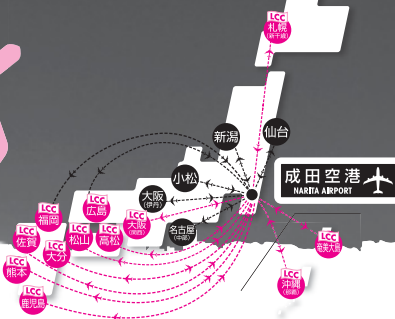 LCC
札幌
(新千歳)
新潟
仙台
成田空港
NARITA AIRPORT
小松
大阪
(伊丹)
LCC
広島
LCC
福岡
LCC
大阪
(関西)
名古屋
(中部)
LCC
佐賀
LCC
大分
LCC
松山
LCC
高松
LCC
奄美大島
LCC
熊本
LCC
沖縄
(那覇)
LCC
鹿児島